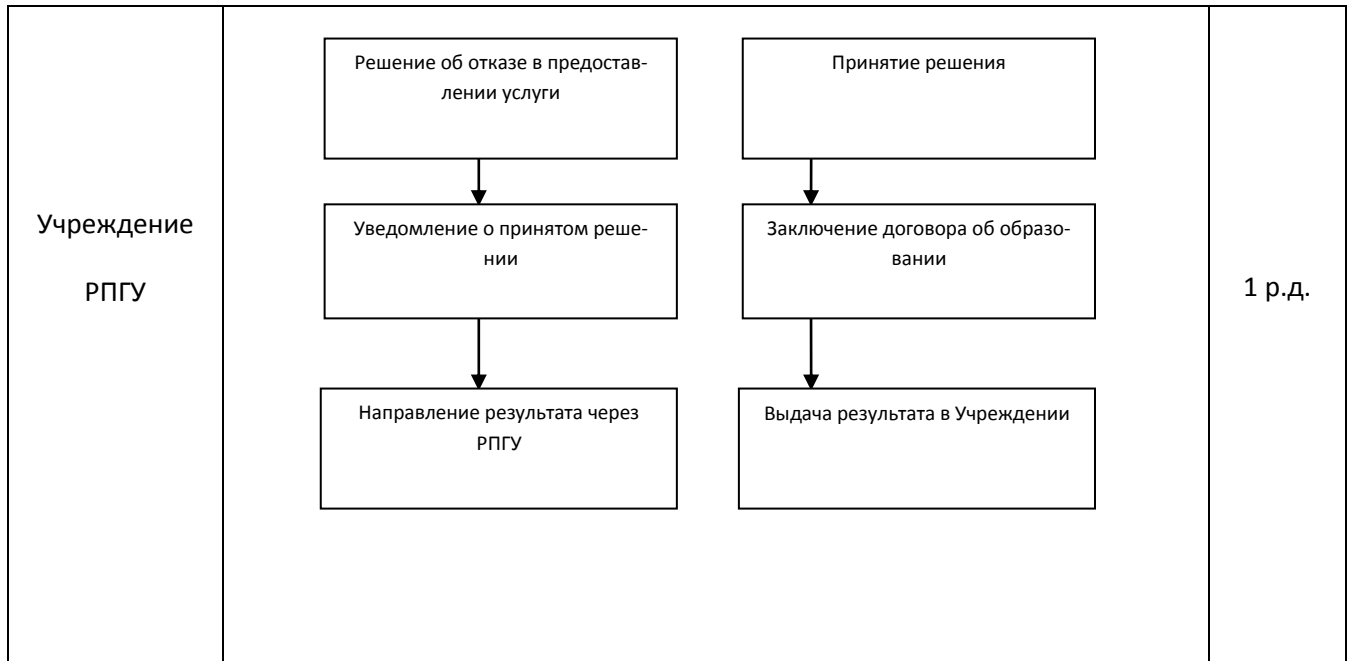 Учреждение
РПГУ
Решение об отказе в предостав-
лении услуги
Уведомление о принятом реше-
нии
Направление результата через
РПГУ
Принятие решения
Заключение договора об образо-
вании
Выдача результата в Учреждении
1 р.д.